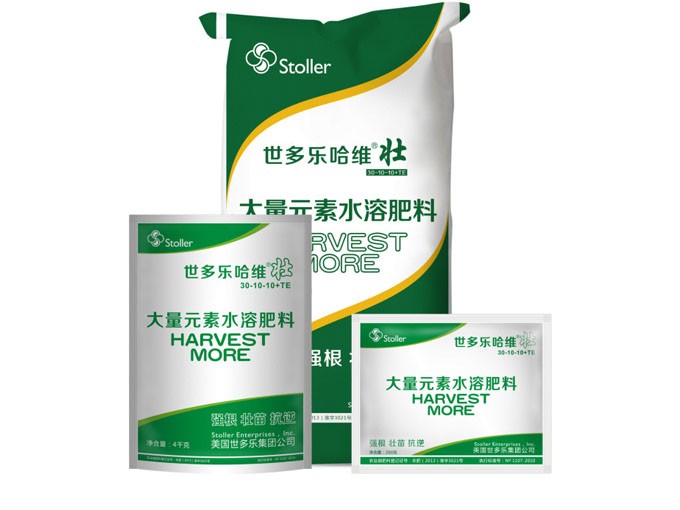 Stoller
世多乐哈维®壮
30-10-10+TE
大量元素水溶肥料
HARVEST
MORE
强根 壮
Stoller
世多乐哈维®壮
30-10-10+TE
大量元素水溶肥料
HARVEST
MORE
强根 壮苗 抗逆
Stoller Enterprises, Inc.
净含量：4千克
美国世多乐集团公司
Stoller
世多乐哈维®壮
30-10-10+TE
大量元素水溶肥料
HARVEST
MORE
强根 壮苗 抗逆
Stoller Enterprises, Inc.
美国世多乐集团公司